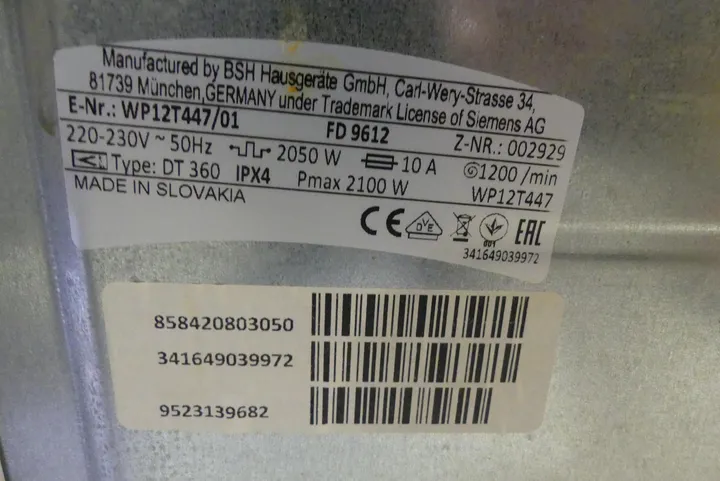 Manufactured by BSH Hausgeräte GmbH, Carl-Wery-Strasse 34,
81739 München,GERMANY under Trademark License of Siemens AG
E-Nr.: WP12T447/01 FD 9612 Z-NR.: 002929
220-230V ~ 50Hz 2050 W 10 A 1200 /min
Type: DT 360 IPX4 Pmax 2100 W WP12T447
MADE IN SLOVAKIA
CE DVE 001 EAC
341649039972
858420803050
341649039972
9523139682